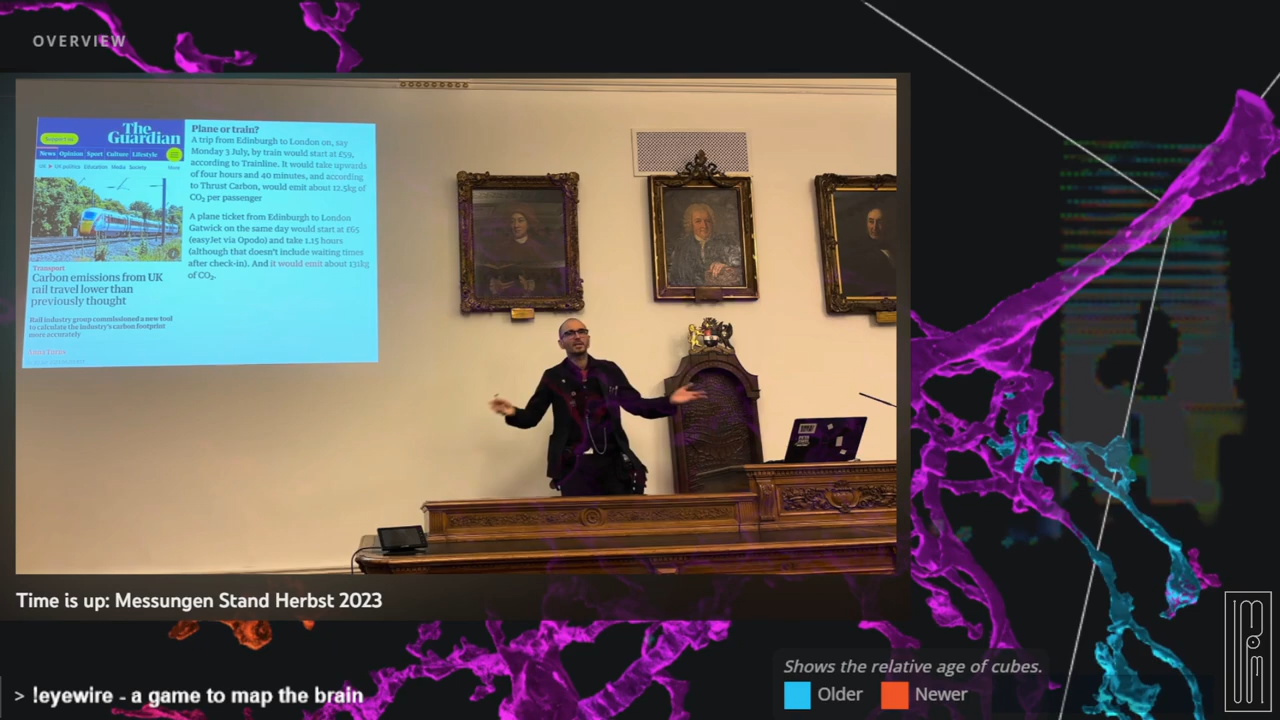 OVERVIEW
The
Guardian
News Opinion Sport Culture Lifestyle
UK UK politics Education Media Society
More
Transport
Carbon emissions from UK
rail travel lower than
previously thought
Rail industry group commissioned a new tool
to calculate the industry's carbon footprint
more accurately
Plane or train?
A trip from Edinburgh to London on, say
Monday 3 July, by train would start at £59,
according to Trainline. It would take upwards
of four hours and 40 minutes, and according
to Thrust Carbon, would emit about 12.5kg of
CO₂ per passenger
A plane ticket from Edinburgh to London
Gatwick on the same day would start at £65
(easyJet via Opodo) and take 1.15 hours
(although that doesn't include waiting times
after check-in). And it would emit about 131kg
of CO₂.
Time is up: Messungen Stand Herbst 2023
> !eyewire - a game to map the brain
Shows the relative age of cubes.
Older Newer